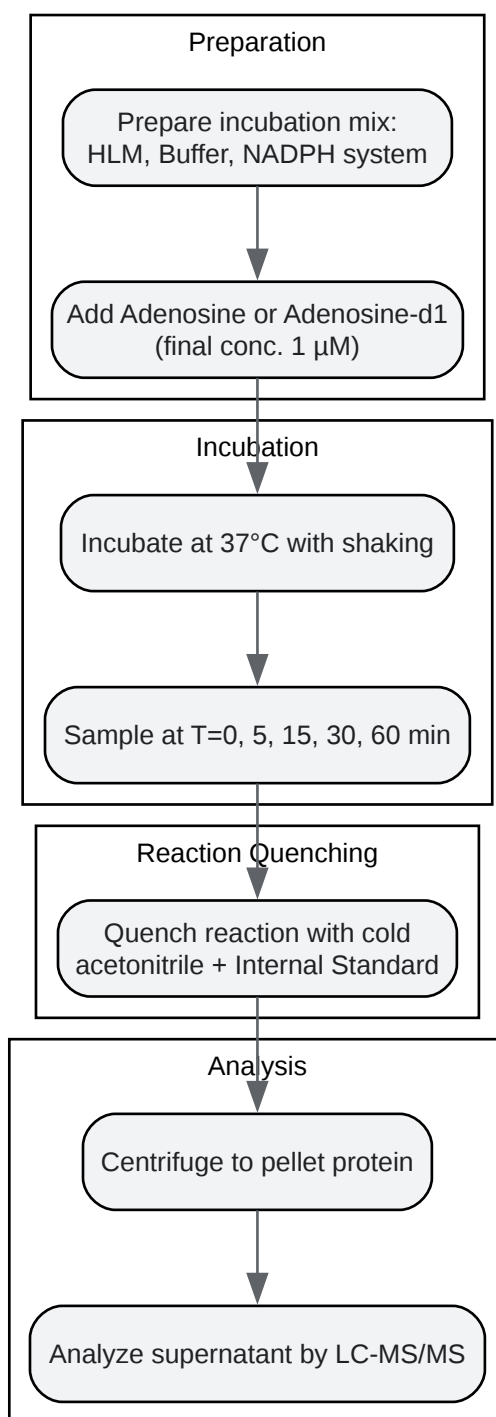 Preparation
Prepare incubation mix:
HLM, Buffer, NADPH system
Add Adenosine or Adenosine-d1
(final conc. 1 µM)
Incubation
Incubate at 37°C with shaking
Sample at T=0, 5, 15, 30, 60 min
Reaction Quenching
Quench reaction with cold
acetonitrile + Internal Standard
Analysis
Centrifuge to pellet protein
Analyze supernatant by LC-MS/MS